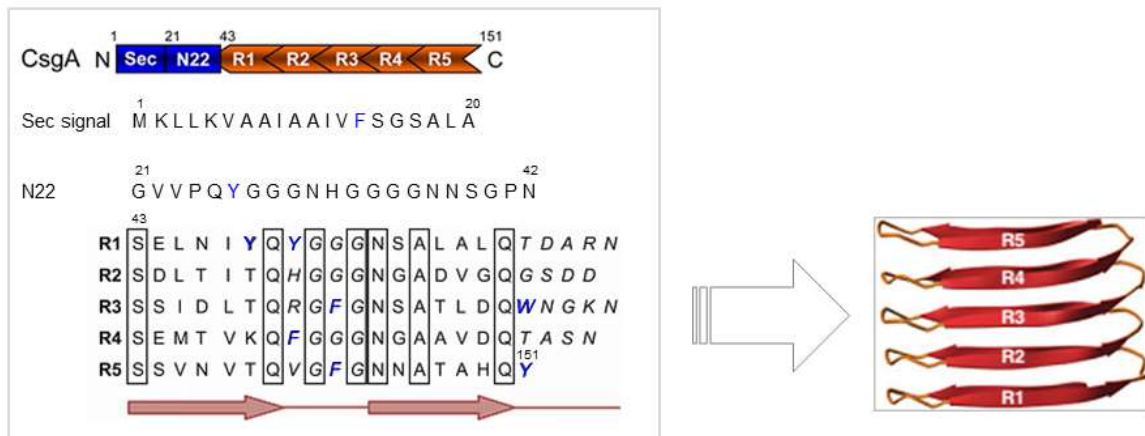 1 21 43 151
CsgA N Sec N22 R1 R2 R3 R4 R5 C
1 20
Sec signal M K L L K V A A I A A I V F S G S A L A
21 42
N22 G V V P Q Y G G G N H G G G G N N S G P N
43
R1 S E L N I Y Q Y G G G N S A L A L Q T D A R N
R2 S D L T I T Q H G G G N G A D V G Q G S D D
R3 S S I D L T Q R G F G N S A T L D Q W N G K N
R4 S E M T V K Q F G G G N G A A V D Q T A S N
151
R5 S S V N V T Q V G F G N N A T A H Q Y
R5
R4
R3
R2
R1